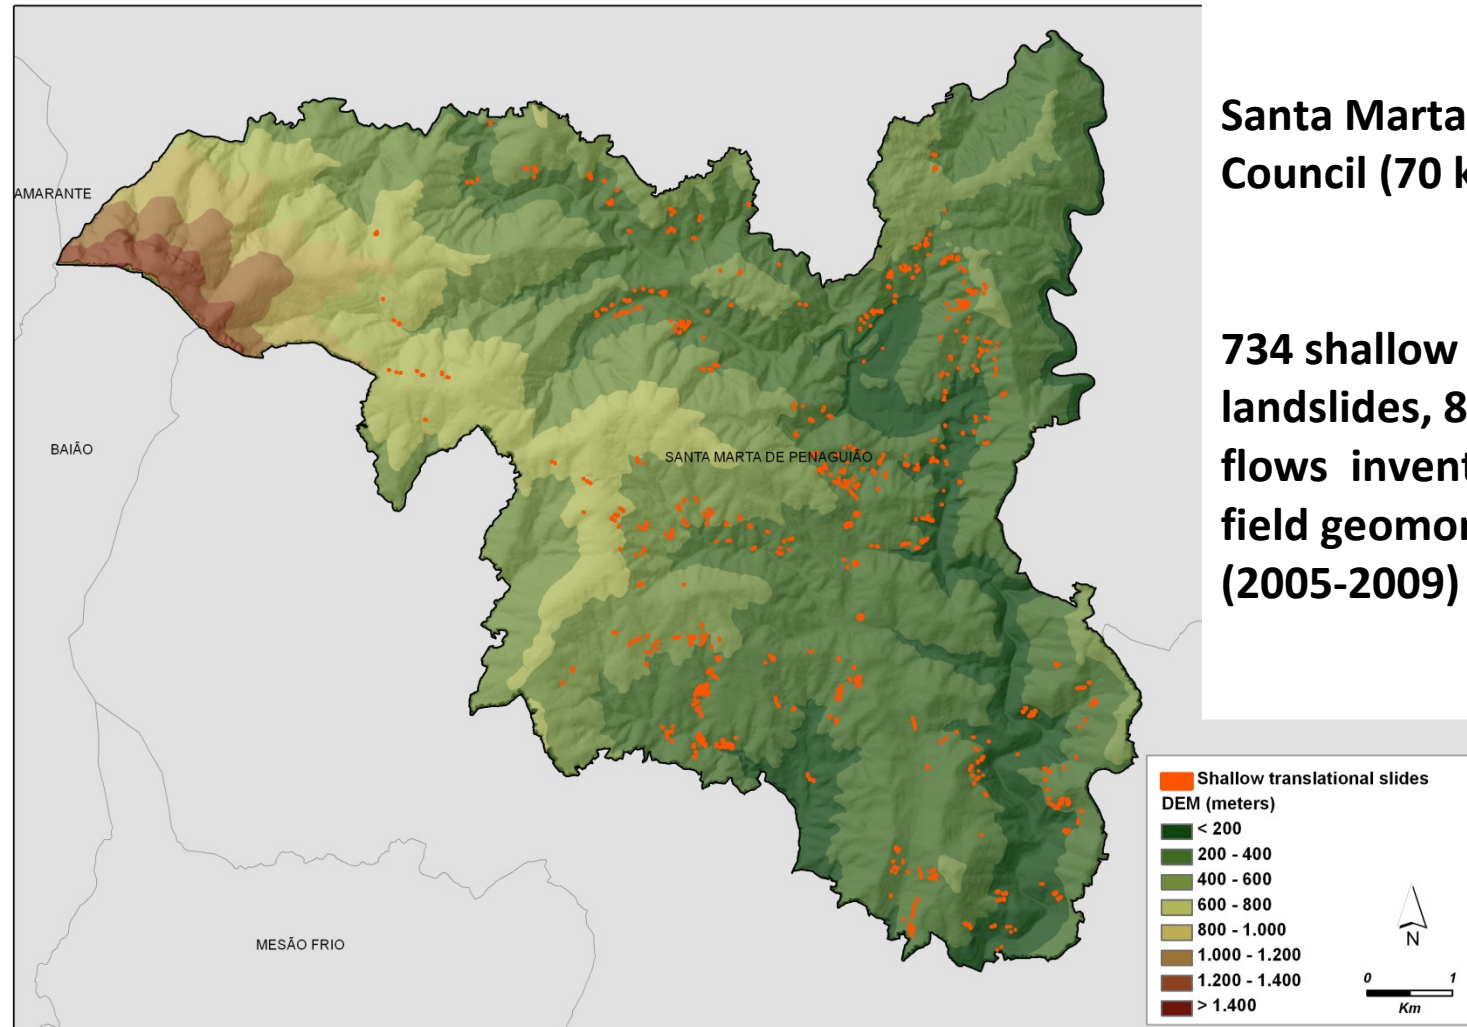 Santa Marta
Council (70
734 shallow
landslides, 8
flows invent
field geomor
(2005-2009)
AMARANTE
BAIÃO
SANTA MARTA DE PENAGUIÃO
MESÃO FRIO
Shallow translational slides
DEM (meters)
< 200
200 - 400
400 - 600
600 - 800
800 - 1.000
1.000 - 1.200
1.200 - 1.400
> 1.400
N
0 1
Km